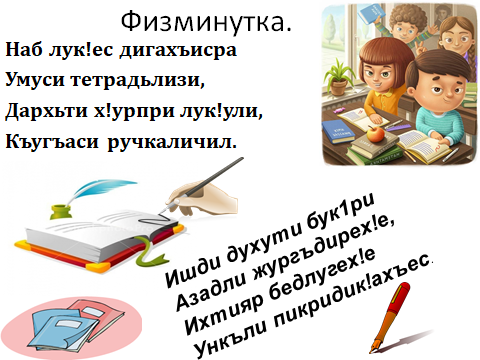 Физминутка.
Наб лук!ес дигахъисра
Умуси тетрадьлизи,
Дархьти х!урпри лук!ули,
Къугъаси ручкаличил.
Ишди духути бук1ри
Азадли жургъдирех!е,
Ихтияр бедлугех!е
Ункъли пикридик!ахъес.